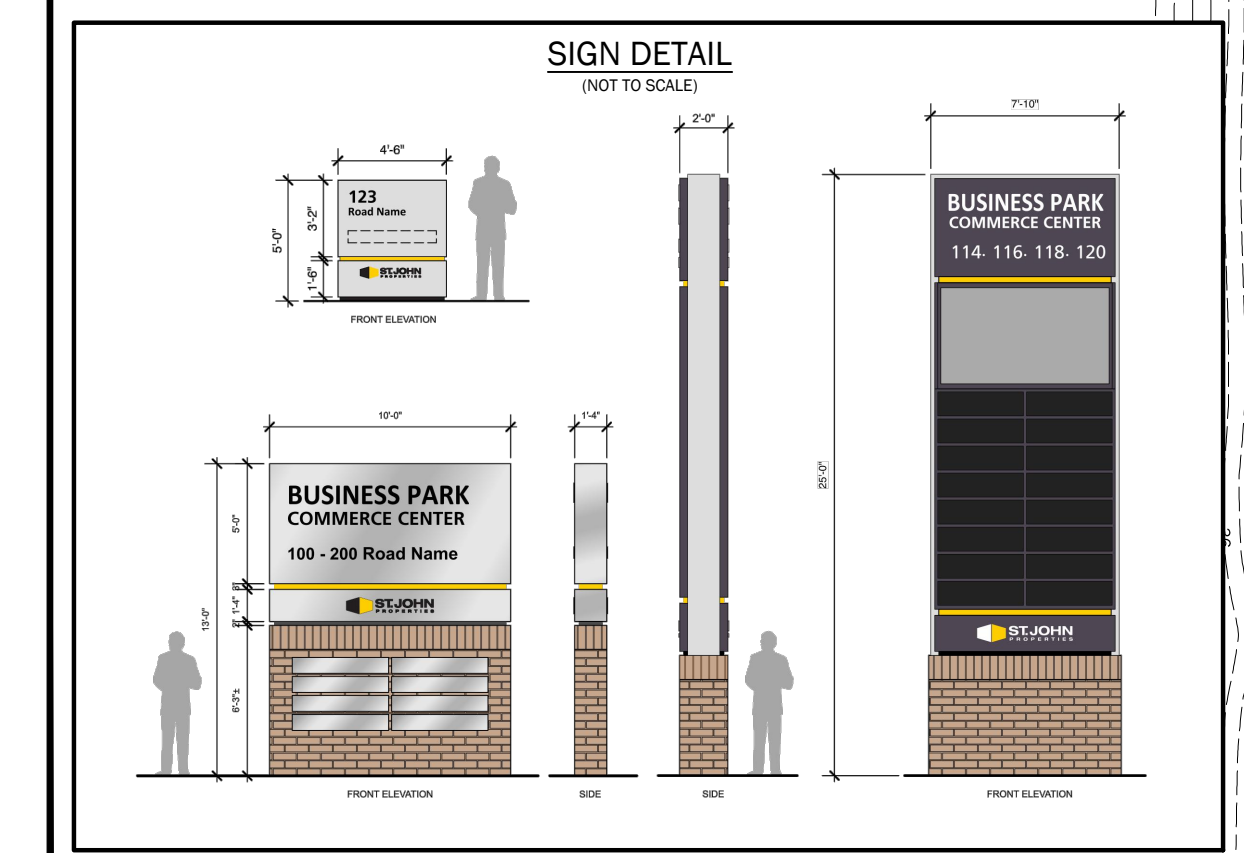 SIGN DETAIL
(NOT TO SCALE)
4'-6"
5'-0"
3'-2"
1'-6"
123
Road Name
ST.JOHN
PROPERTIES
FRONT ELEVATION
2'-0"
7'-10"
25'-0"
BUSINESS PARK
COMMERCE CENTER
114· 116· 118· 120
ST.JOHN
PROPERTIES
FRONT ELEVATION
10'-0"
1'-4"
13'-0"
5'-0"
3"
1'-4"
2"
6'-3"±
BUSINESS PARK
COMMERCE CENTER
100 - 200 Road Name
ST.JOHN
PROPERTIES
FRONT ELEVATION
SIDE
SIDE